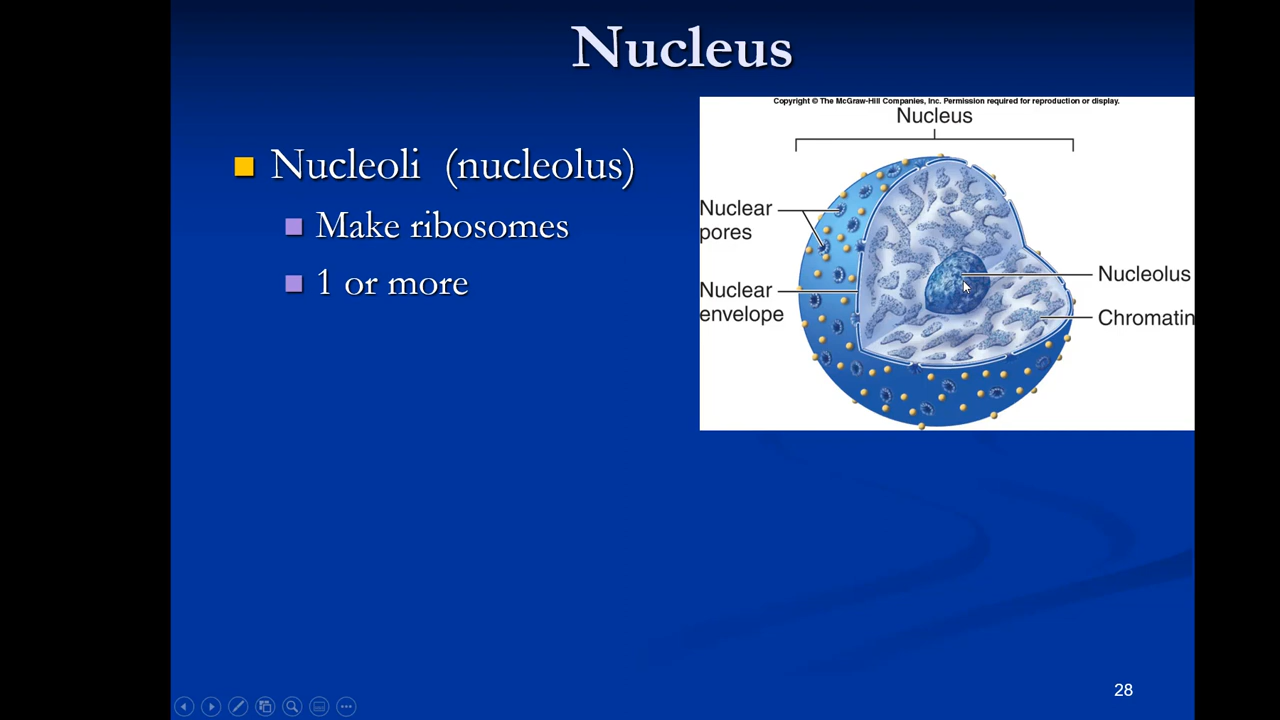 Nucleus
Nucleoli (nucleolus)
Make ribosomes
1 or more
Copyright © The McGraw-Hill Companies, Inc. Permission required for reproduction or display.
Nucleus
Nuclear
pores
Nuclear
envelope
Nucleolus
Chromatin
28